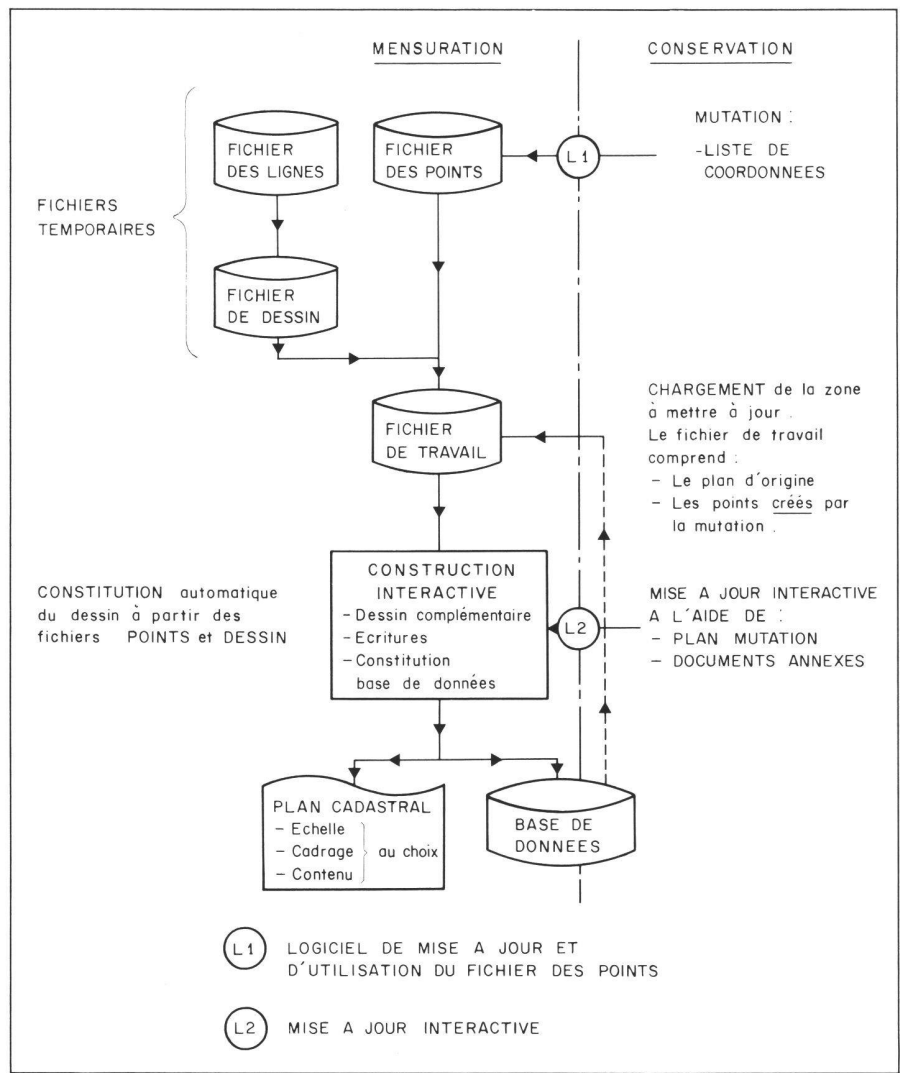 MENSURATION
CONSERVATION
FICHIER
DES LIGNES
FICHIER
DES POINTS
L1
MUTATION :
-LISTE DE
COORDONNEES
FICHIERS
TEMPORAIRES
FICHIER
DE DESSIN
FICHIER
DE TRAVAIL
CHARGEMENT de la zone
à mettre à jour.
Le fichier de travail
comprend :
- Le plan d'origine
- Les points créés par
la mutation.
CONSTITUTION automatique
du dessin à partir des
fichiers POINTS et DESSIN
CONSTRUCTION
INTERACTIVE
- Dessin complémentaire
- Ecritures
- Constitution
base de données
L2
MISE A JOUR INTERACTIVE
A L'AIDE DE :
- PLAN MUTATION
- DOCUMENTS ANNEXES
PLAN CADASTRAL
- Echelle
- Cadrage
- Contenu
au choix
BASE DE
DONNEES
L1 LOGICIEL DE MISE A JOUR ET
D'UTILISATION DU FICHIER DES POINTS
L2 MISE A JOUR INTERACTIVE